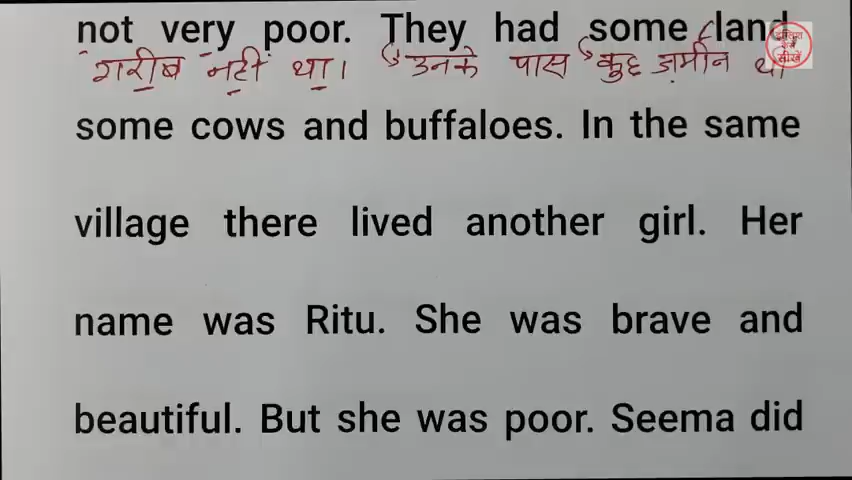 not very poor. They had some land
गरीब नहीं था। उनके पास कुछ ज़मीन था
some cows and buffaloes. In the same
village there lived another girl. Her
name was Ritu. She was brave and
beautiful. But she was poor. Seema did